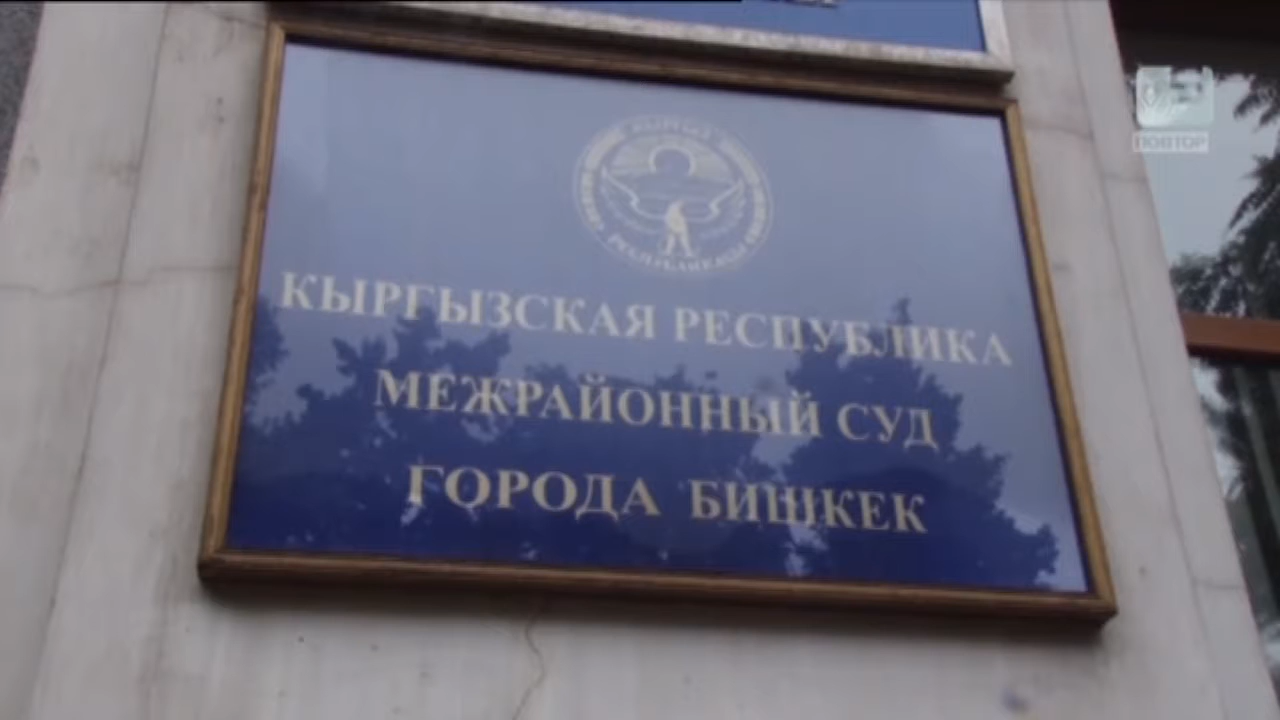 КЫРГЫЗСКАЯ РЕСПУБЛИКА
МЕЖРАЙОННЫЙ СУД
ГОРОДА БИШКЕК
ПОВТОР